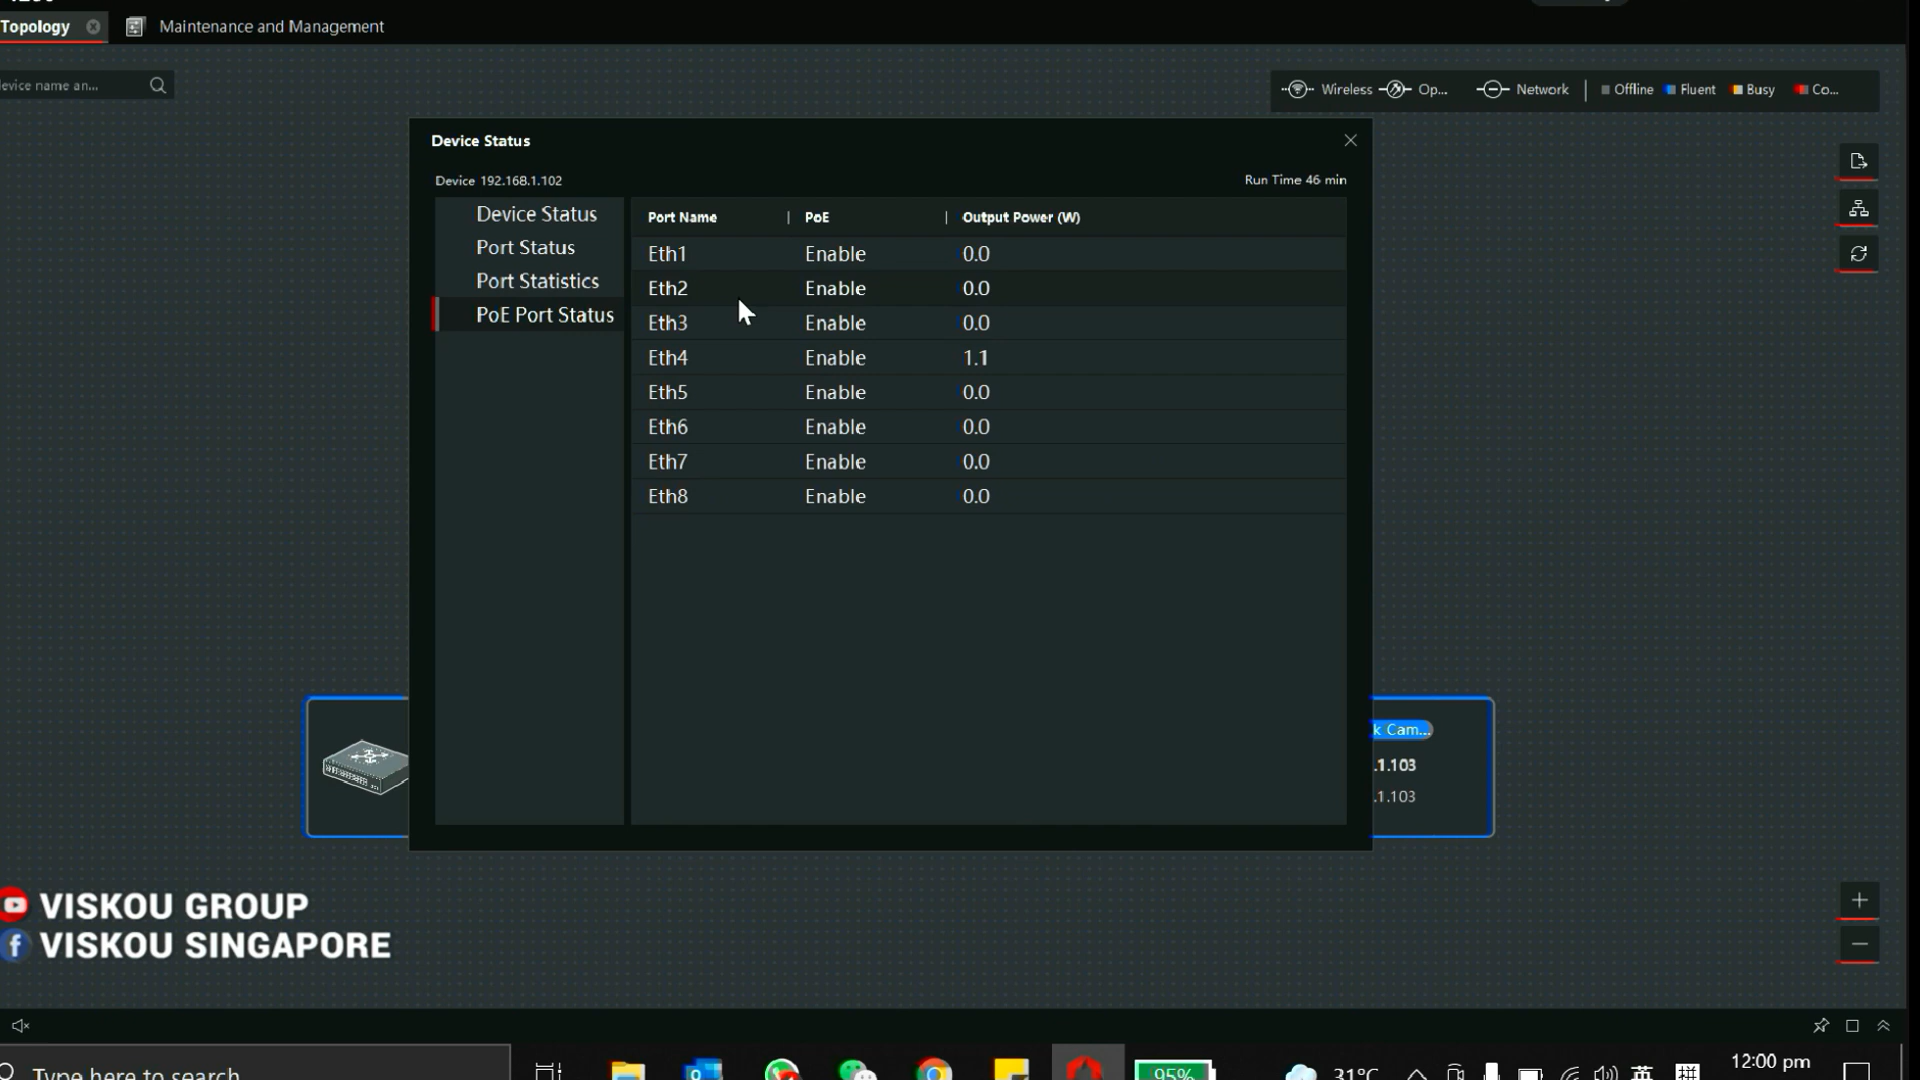 Topology
Maintenance and Management
device name an...
Wireless
Op...
Network
Offline
Fluent
Busy
Co...
Device Status
Device 192.168.1.102
Run Time 46 min
Device Status
Port Status
Port Statistics
PoE Port Status
Port Name | PoE | Output Power (W)
Eth1 Enable 0.0
Eth2 Enable 0.0
Eth3 Enable 0.0
Eth4 Enable 1.1
Eth5 Enable 0.0
Eth6 Enable 0.0
Eth7 Enable 0.0
Eth8 Enable 0.0
k Cam...
.1.103
.1.103
VISKOU GROUP
VISKOU SINGAPORE
Type here to search
95%
31°C
英
拼
12:00 pm